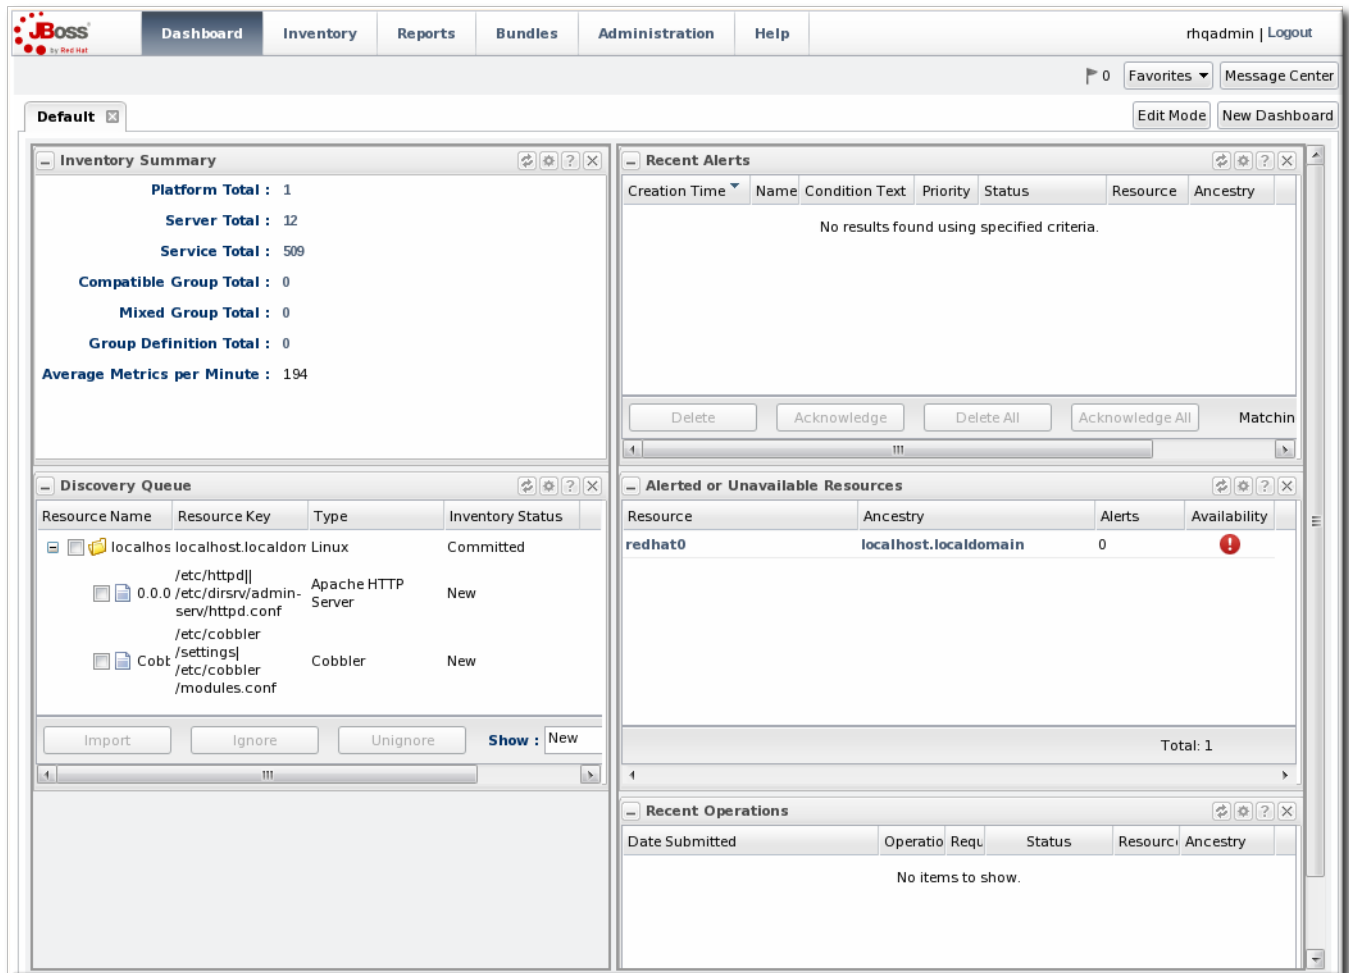 JBoss
by Red Hat
Dashboard Inventory Reports Bundles Administration Help
rhqadmin | Logout
0 Favorites Message Center
Default
Edit Mode New Dashboard
Inventory Summary
Platform Total : 1
Server Total : 12
Service Total : 509
Compatible Group Total : 0
Mixed Group Total : 0
Group Definition Total : 0
Average Metrics per Minute : 194
Recent Alerts
Creation Time Name Condition Text Priority Status Resource Ancestry
No results found using specified criteria.
Delete Acknowledge Delete All Acknowledge All Matchin
Discovery Queue
Resource Name Resource Key Type Inventory Status
localhos localhost.localdom Linux Committed
0.0.0 /etc/httpd||
/etc/dirsrv/admin-
serv/httpd.conf
Apache HTTP
Server
New
Cobb /etc/cobbler
/settings|
/etc/cobbler
/modules.conf
Cobbler
New
Import Ignore Unignore Show : New
Alerted or Unavailable Resources
Resource Ancestry Alerts Availability
redhat0 localhost.localdomain 0
Total: 1
Recent Operations
Date Submitted Operatio Requ Status Resourc Ancestry
No items to show.